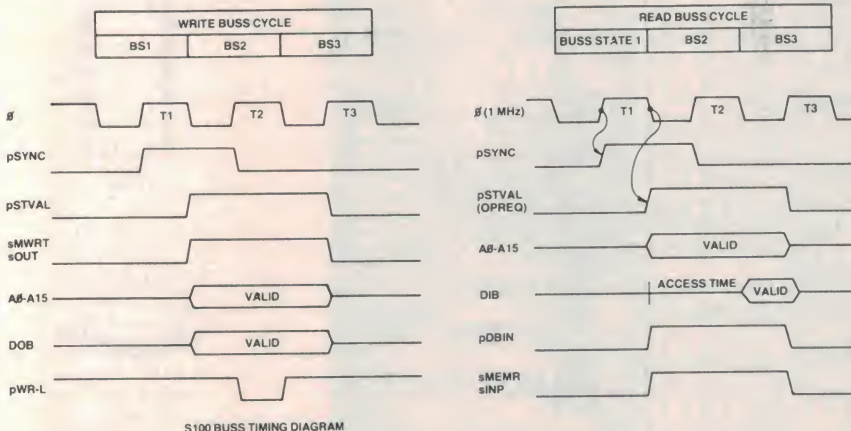 WRITE BUSS CYCLE
BS1 BS2 BS3
Ø T1 T2 T3
pSYNC
pSTVAL
sMWRT
sOUT
AØ-A15 VALID
DOB VALID
pWR-L
READ BUSS CYCLE
BUSS STATE 1 BS2 BS3
Ø (1 MHz) T1 T2 T3
pSYNC
pSTVAL
(OPREQ)
AØ-A15 VALID
DIB ACCESS TIME VALID
pDBIN
sMEMR
sINP
S100 BUSS TIMING DIAGRAM